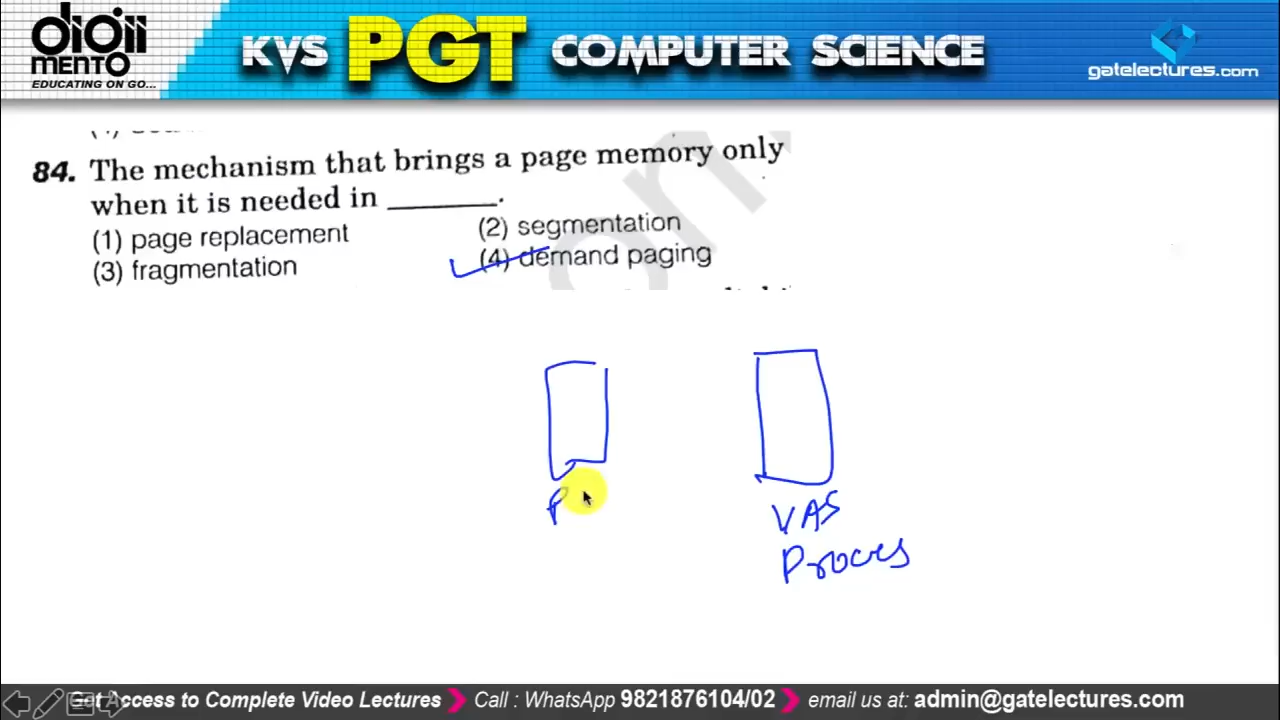 digii
MENTO
EDUCATING ON GO...
KVS PGT COMPUTER SCIENCE
gatelectures.com
84. The mechanism that brings a page memory only
when it is needed in ________.
(1) page replacement (2) segmentation
(3) fragmentation (4) demand paging
P
VAS
Proces
Get Access to Complete Video Lectures Call : WhatsApp 9821876104/02 email us at: admin@gatelectures.com